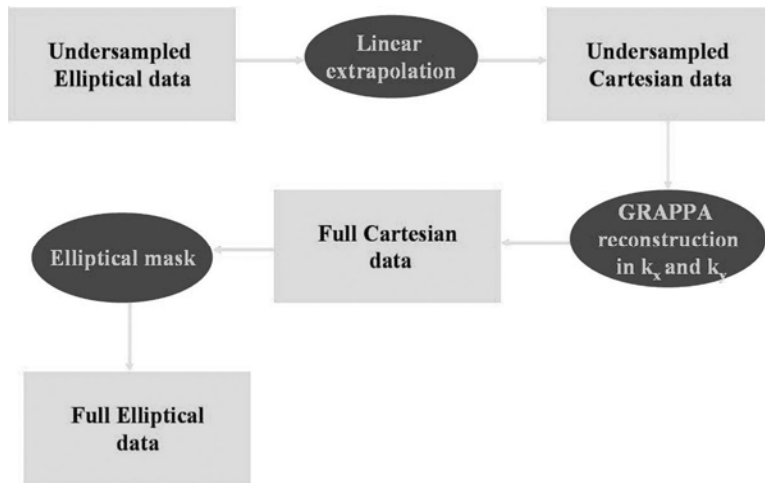 Undersampled
Elliptical data
Linear
extrapolation
Undersampled
Cartesian data
GRAPPA
reconstruction
in kₓ and k_y
Full Cartesian
data
Elliptical mask
Full Elliptical
data